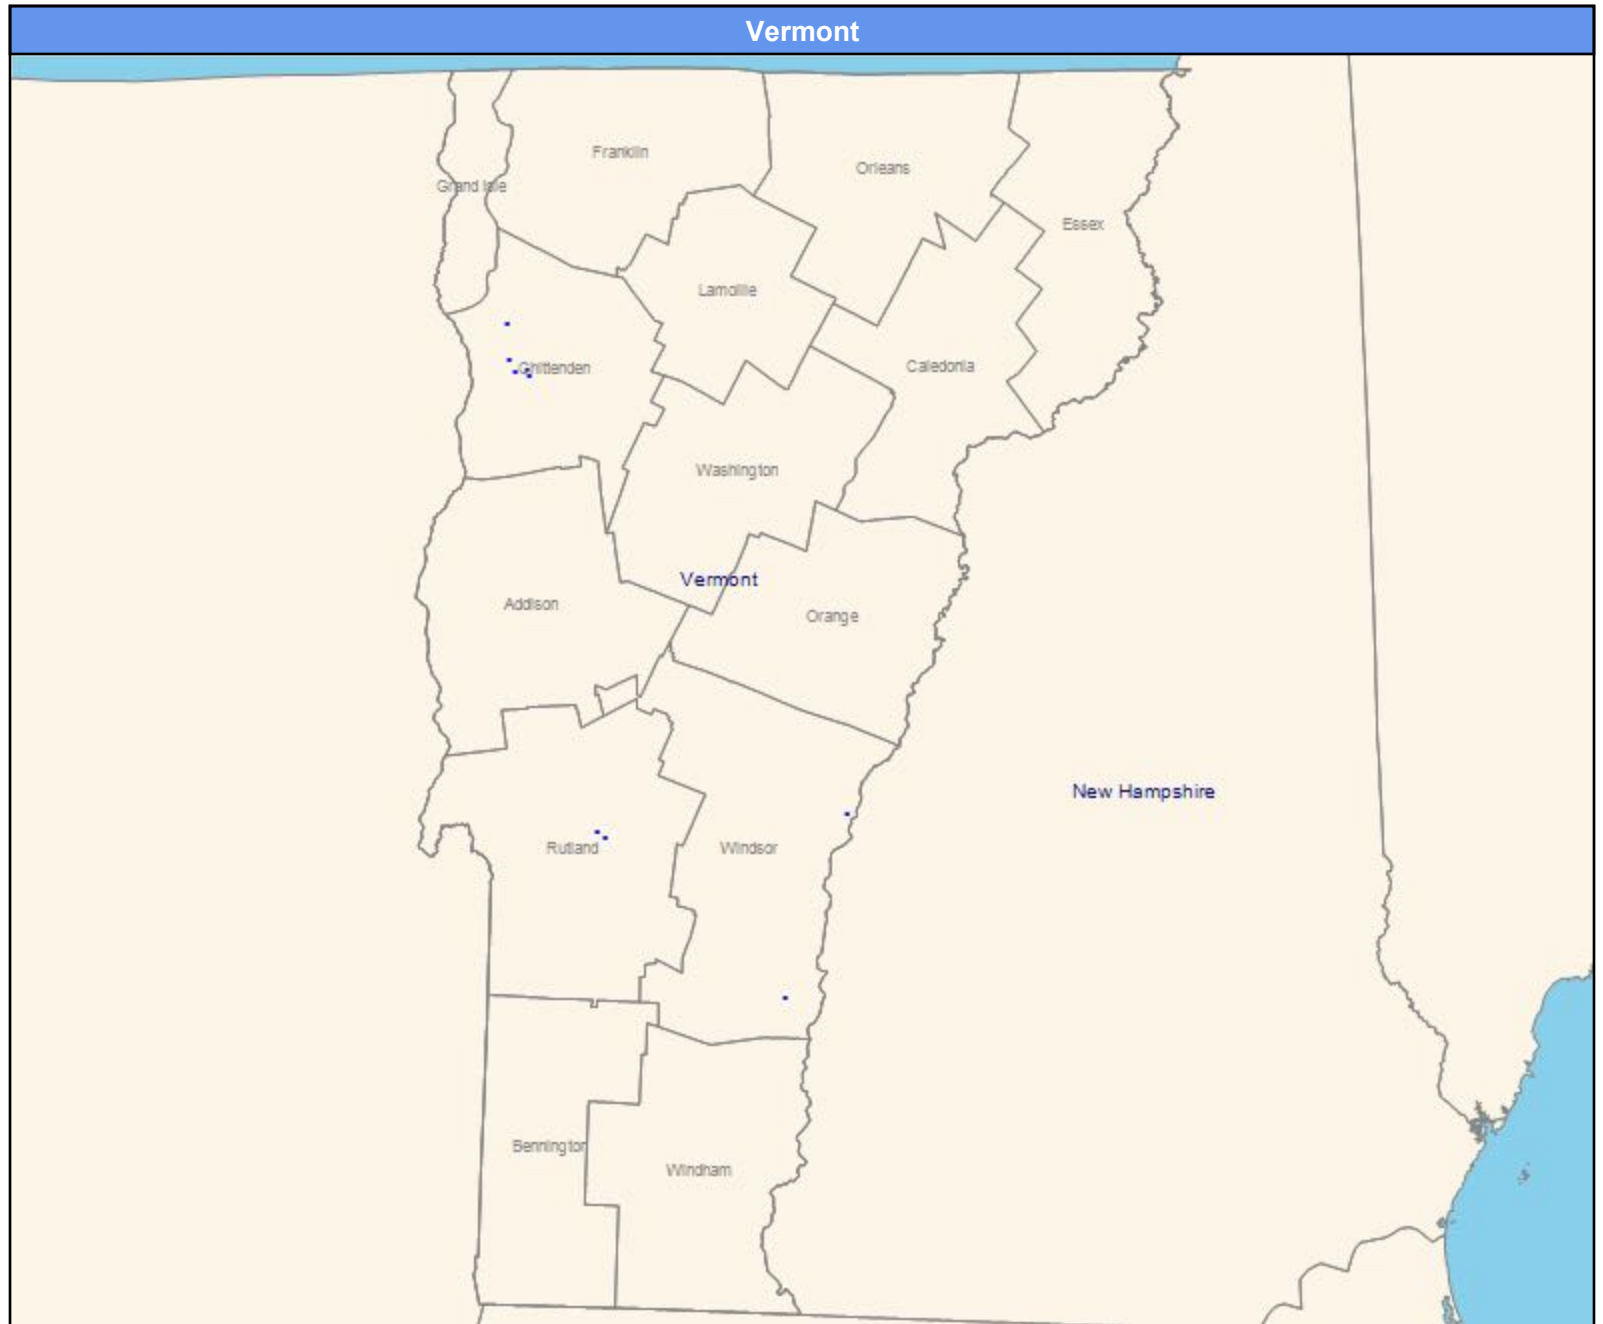 Vermont
Franklin
Orleans
Grand Isle
Essex
Lamoille
Chittenden
Caledonia
Washington
Vermont
Addison
Orange
New Hampshire
Rutland
Windsor
Bennington
Windham